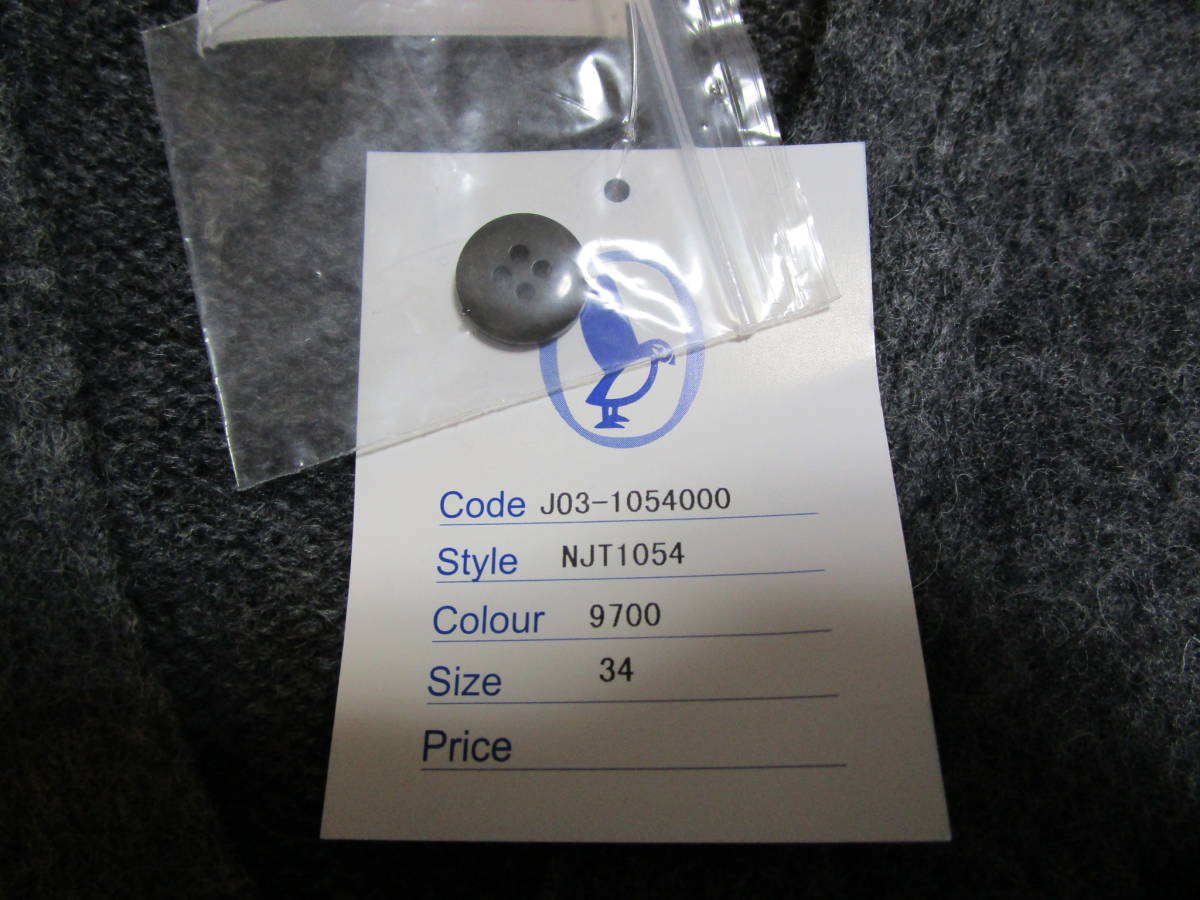 Code J03-1054000
Style NJT1054
Colour 9700
Size 34
Price